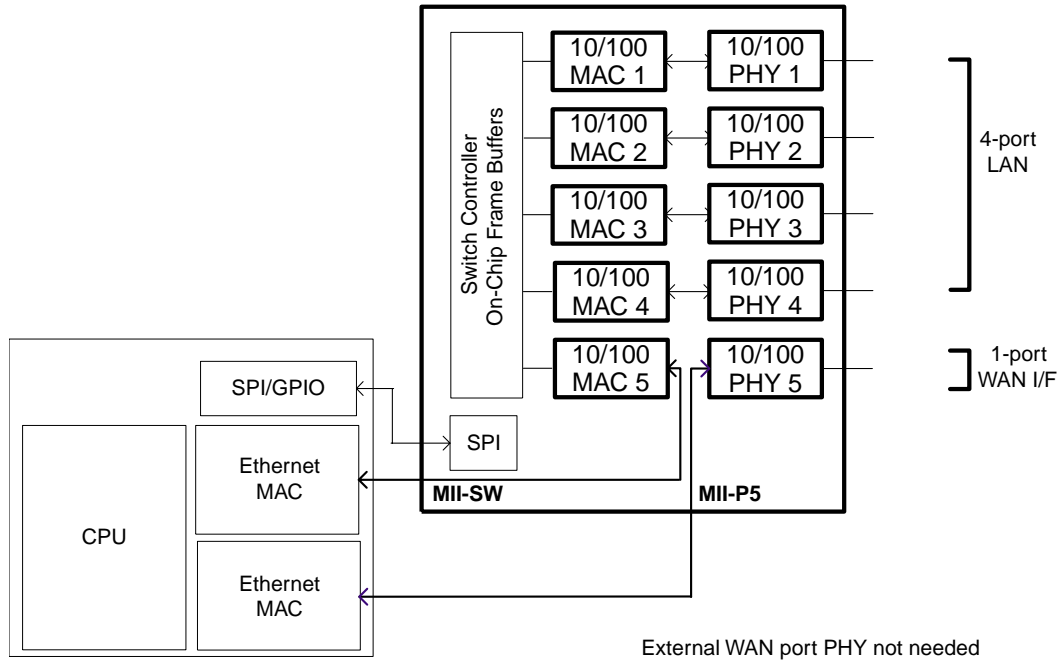 10/100
MAC 1
10/100
PHY 1
10/100
MAC 2
10/100
PHY 2
10/100
MAC 3
10/100
PHY 3
10/100
MAC 4
10/100
PHY 4
10/100
MAC 5
10/100
PHY 5
Switch Controller
On-Chip Frame Buffers
4-port
LAN
1-port
WAN I/F
SPI/GPIO
SPI
Ethernet
MAC
MII-SW
MII-P5
CPU
Ethernet
MAC
External WAN port PHY not needed